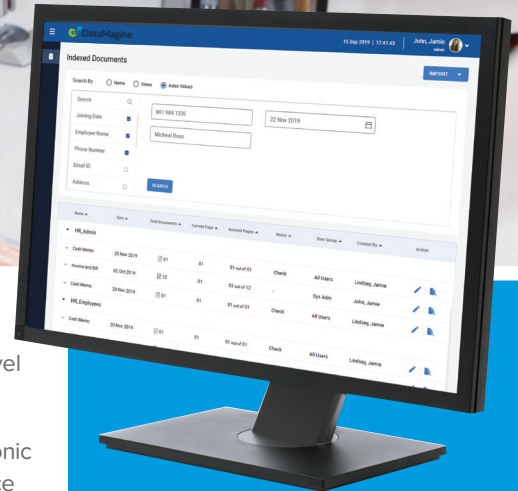 DataMagine
15 Sep 2019 | 17:41:43
John, Jamie
Admin
Indexed Documents
IMPORT
Search By Name Views Index Values
Search
Joining Date
Employee Name
Phone Number
Email ID
Address
801 984 1226
22 Nov 2019
Micheal Ross
SEARCH
Name Date Total Documents Current Page Selected Pages Notes User Group Created By Action
HR_Admin
Cash Memo 20 Nov 2019 01 01 01 out of 01 Check All Users Lindsey, Jamie
Invoice and Bill 02 Oct 2019 12 01 03 out of 12 - Sys Adm John, Jamie
Cash Memo 20 Nov 2019 01 01 01 out of 01 Check All Users Lindsey, Jamie
HR_Employees
Cash Memo 20 Nov 2019 01 01 01 out of 01 Check All Users Lindsey, Jamie
vel
onic
ce